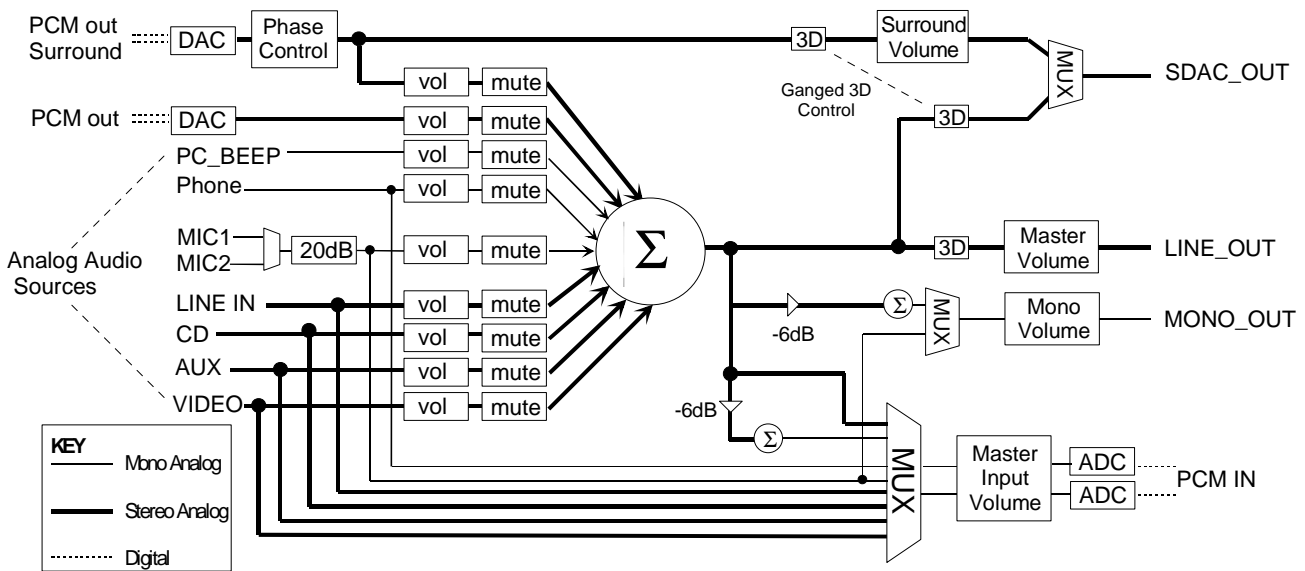 PCM out
Surround
DAC
Phase
Control
3D
Surround
Volume
MUX
SDAC_OUT
vol
mute
Ganged 3D
Control
PCM out
DAC
vol
mute
3D
PC_BEEP
vol
mute
Phone
vol
mute
MIC1
MIC2
20dB
vol
mute
Σ
3D
Master
Volume
LINE_OUT
Analog Audio
Sources
LINE IN
vol
mute
-6dB
Σ
MUX
Mono
Volume
MONO_OUT
CD
vol
mute
AUX
vol
mute
VIDEO
vol
mute
-6dB
Σ
MUX
Master
Input
Volume
ADC
ADC
PCM IN
KEY
Mono Analog
Stereo Analog
Digital